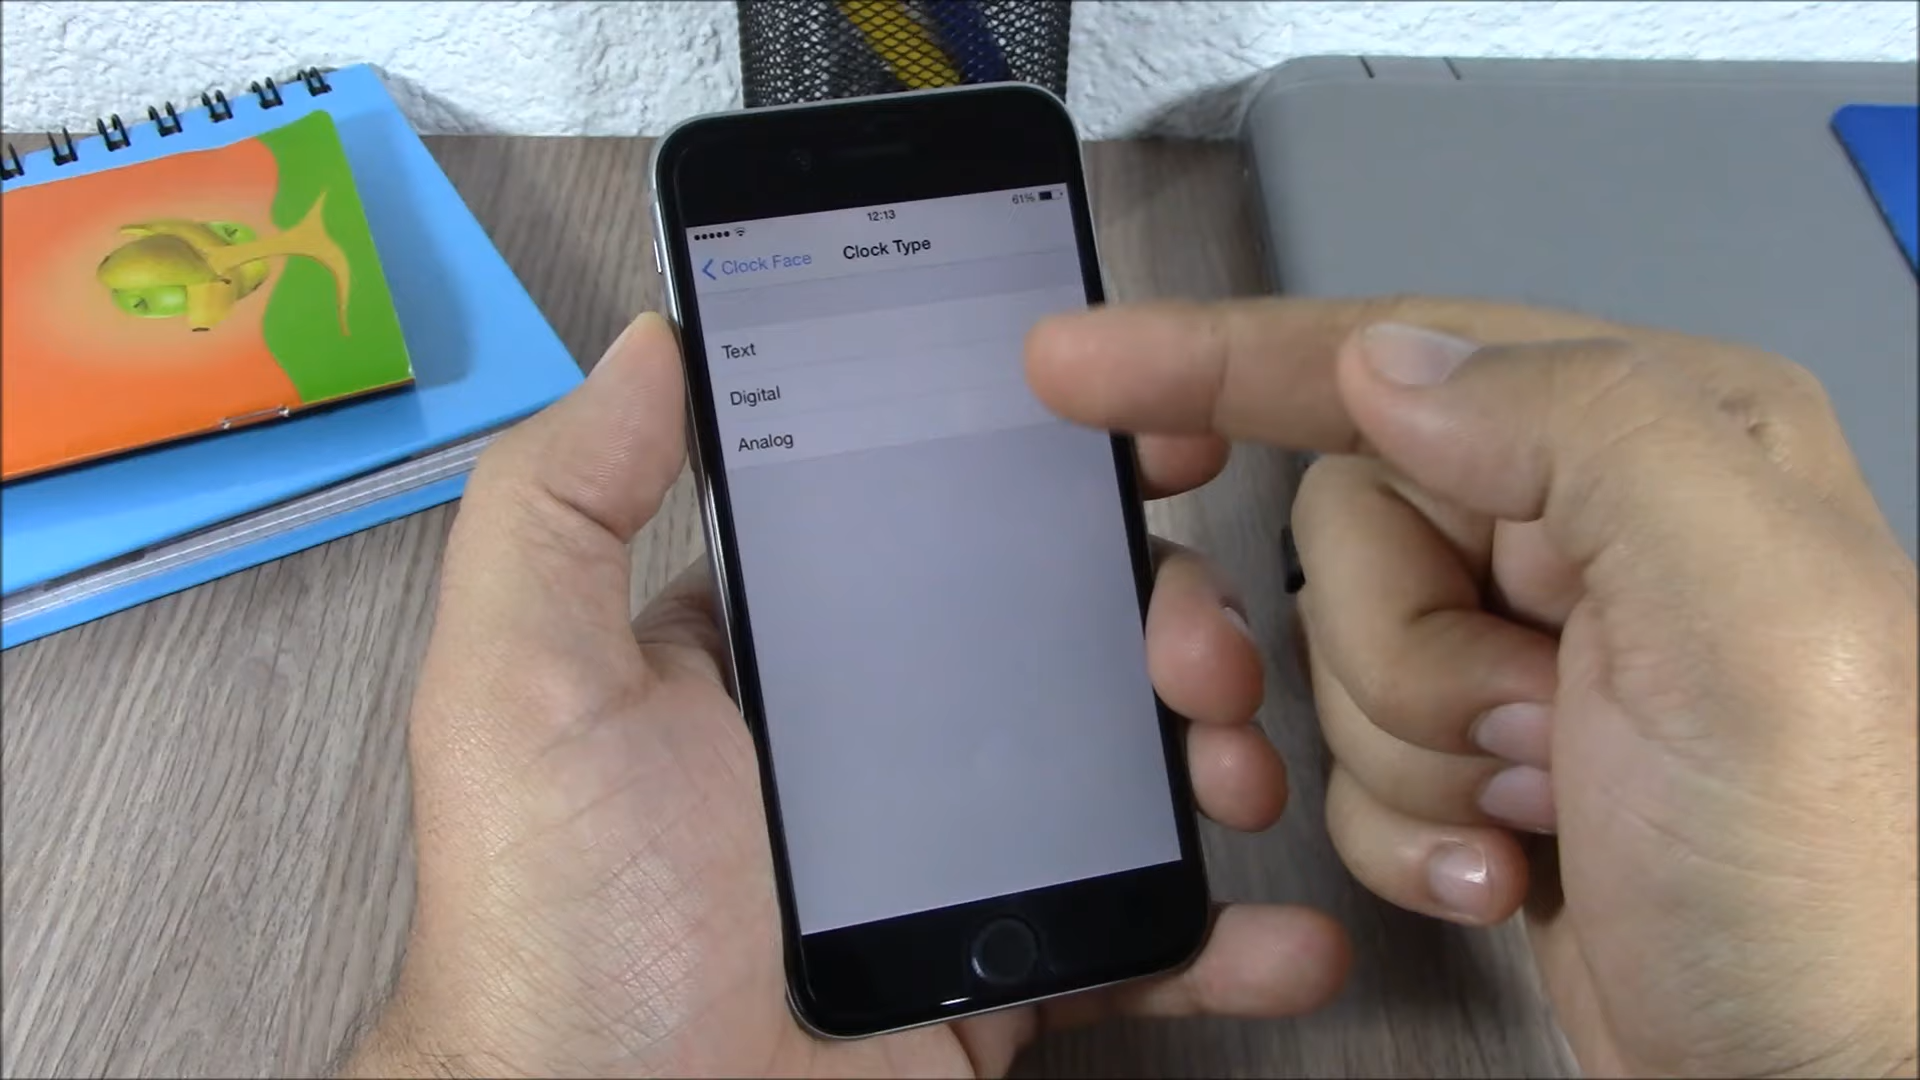 61%
12:13
Clock Face
Clock Type
Text
Digital
Analog